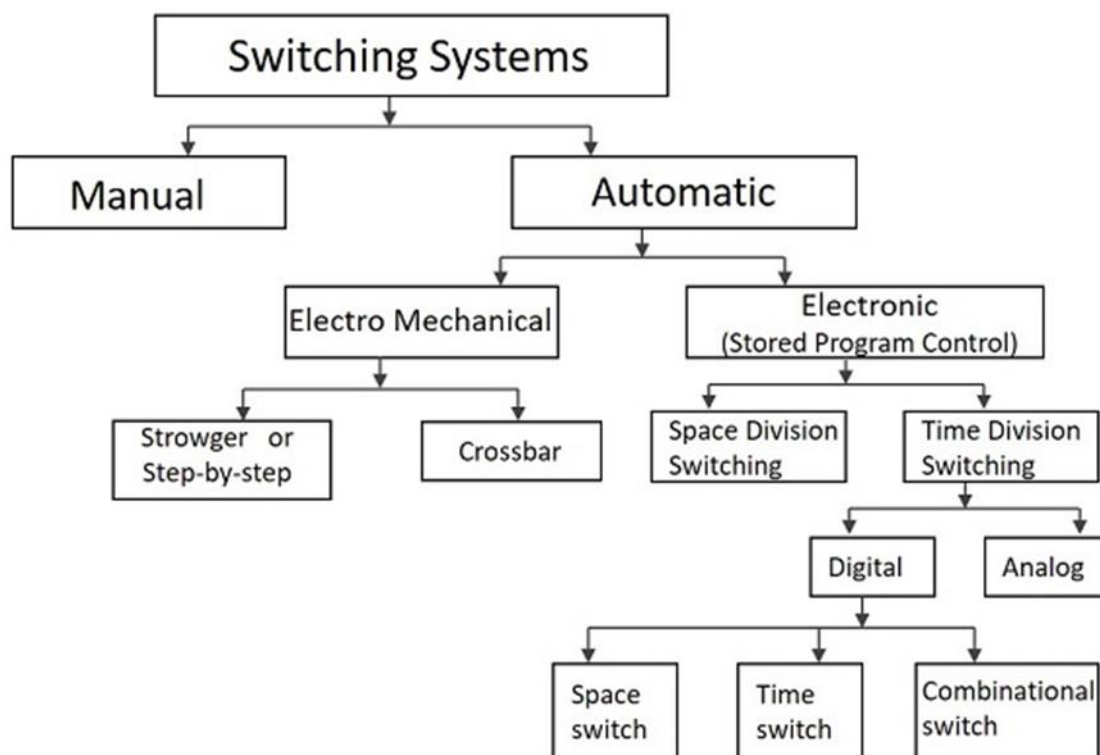 Switching Systems
Manual
Automatic
Electro Mechanical
Electronic
(Stored Program Control)
Strowger or
Step-by-step
Crossbar
Space Division
Switching
Time Division
Switching
Digital
Analog
Space
switch
Time
switch
Combinational
switch